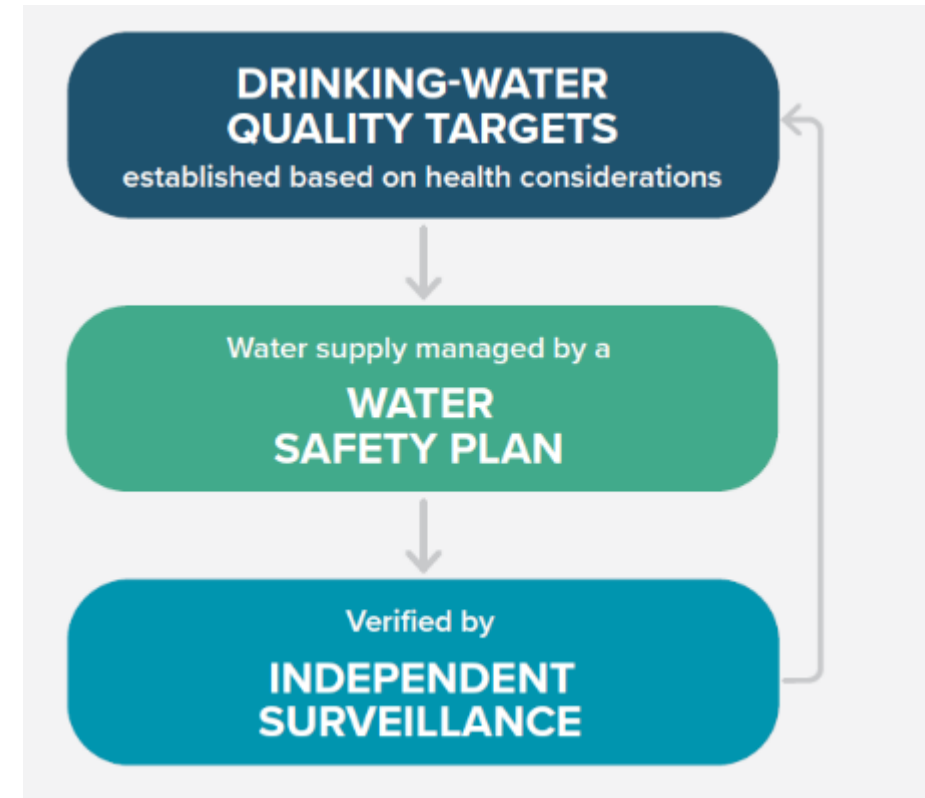 DRINKING-WATER
QUALITY TARGETS
established based on health considerations
Water supply managed by a
WATER
SAFETY PLAN
Verified by
INDEPENDENT
SURVEILLANCE